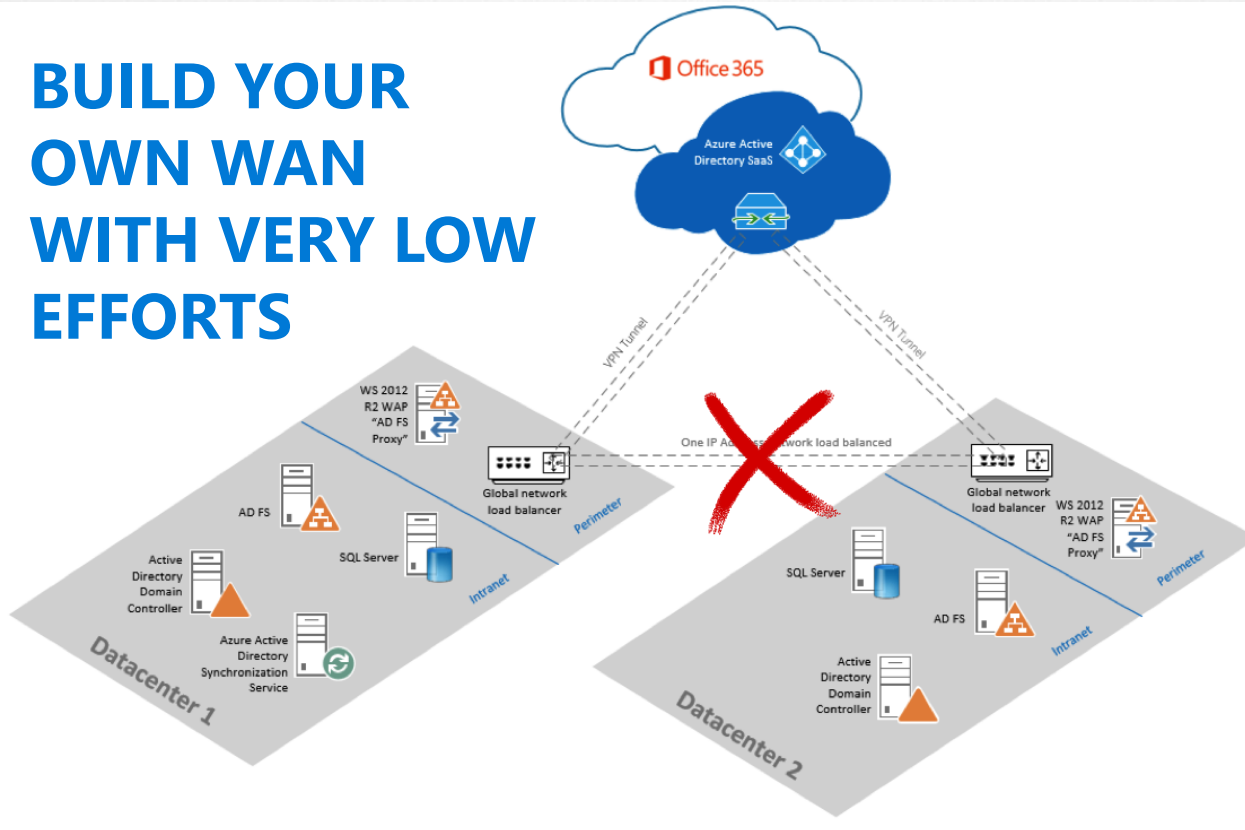 BUILD YOUR
OWN WAN
WITH VERY LOW
EFFORTS
Office 365
Azure Active
Directory SaaS
VPN Tunnel
VPN Tunnel
One IP Ad ss twork load balanced
WS 2012
R2 WAP
“AD FS
Proxy”
Global network
load balancer
Perimeter
AD FS
SQL Server
Intranet
Active
Directory
Domain
Controller
Azure Active
Directory
Synchronization
Service
Datacenter 1
Global network
load balancer
WS 2012
R2 WAP
“AD FS
Proxy”
Perimeter
SQL Server
AD FS
Intranet
Active
Directory
Domain
Controller
Datacenter 2